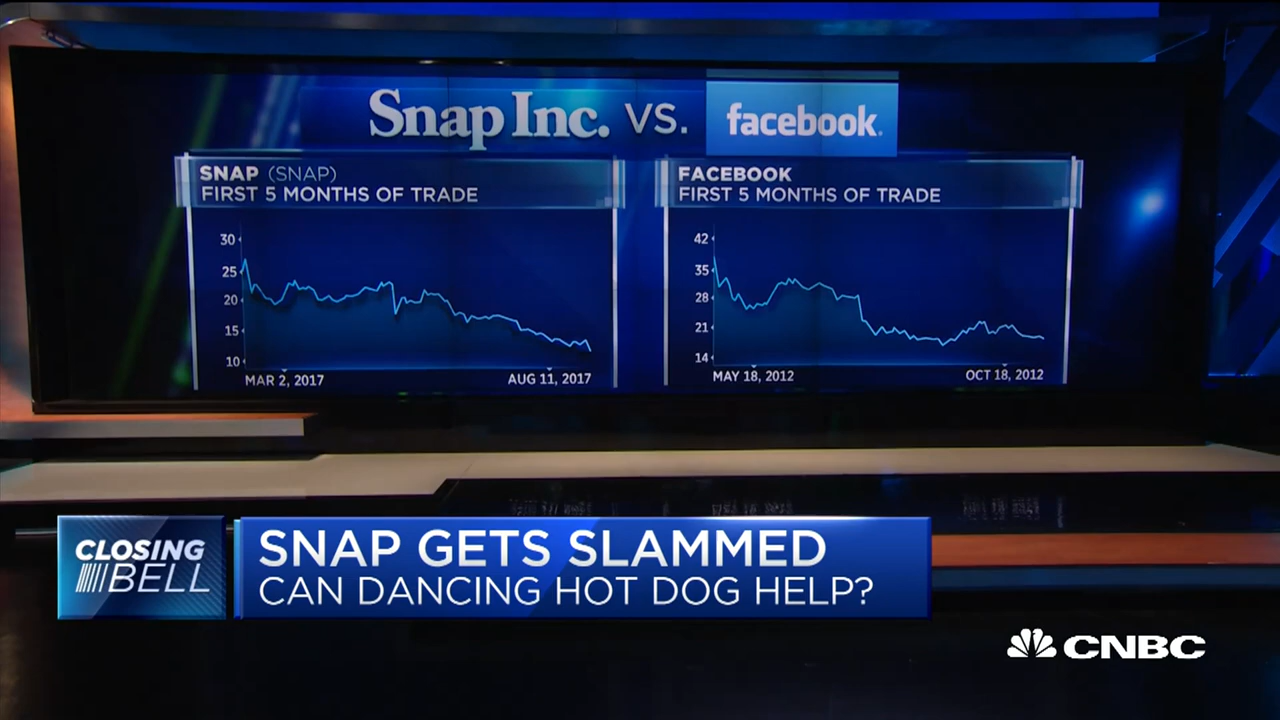 Snap Inc. VS. facebook.
SNAP (SNAP)
FIRST 5 MONTHS OF TRADE
30
25
20
15
10
MAR 2, 2017
AUG 11, 2017
FACEBOOK
FIRST 5 MONTHS OF TRADE
42
35
28
21
14
MAY 18, 2012
OCT 18, 2012
CLOSING
BELL
SNAP GETS SLAMMED
CAN DANCING HOT DOG HELP?
CNBC